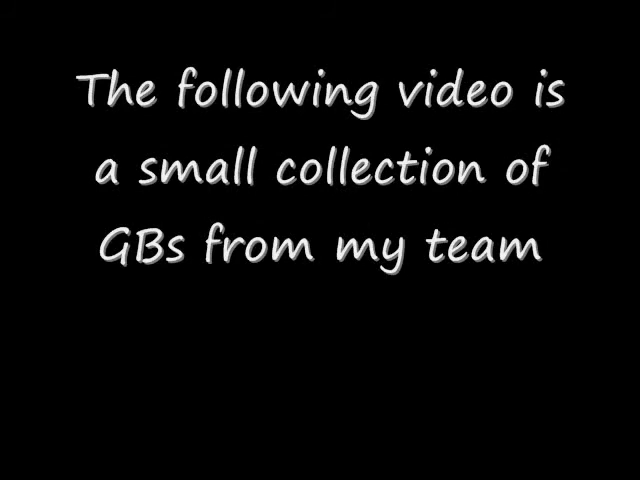 The following video is
a small collection of
GBs from my team